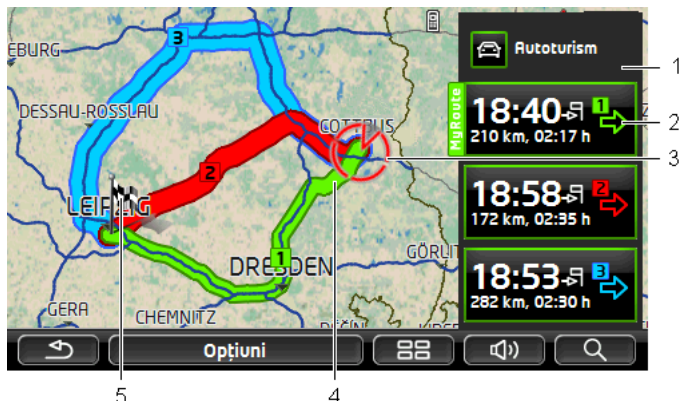 EBURG
3
Autoturism
1
DESSAU-ROSSLAU
MyRoute
18:40
1
210 km, 02:17 h
2
COTTBUS
3
2
18:58
2
172 km, 02:35 h
LEIPZIG
GÖRLIT
DRESDEN
1
18:53
3
282 km, 02:30 h
GERA
CHEMNITZ
DĚČÍN
Opțiuni
5
4